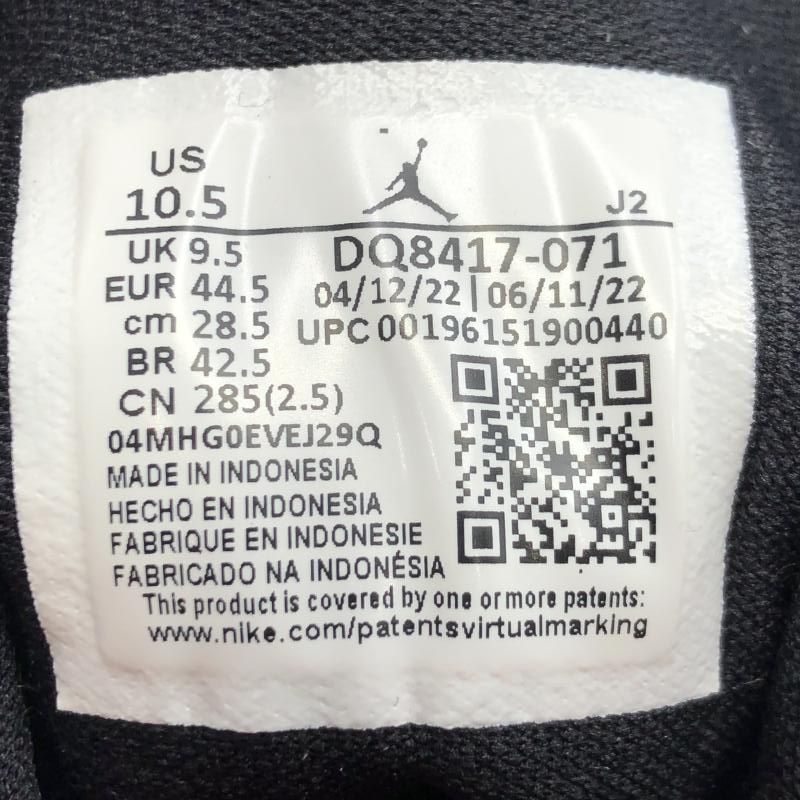 US
10.5
J2
UK 9.5
DQ8417-071
EUR 44.5
04/12/22 | 06/11/22
cm 28.5
UPC 00196151900440
BR 42.5
CN 285(2.5)
04MHG0EVEJ29Q
MADE IN INDONESIA
HECHO EN INDONESIA
FABRIQUE EN INDONESIE
FABRICADO NA INDONÉSIA
This product is covered by one or more patents:
www.nike.com/patentsvirtualmarking